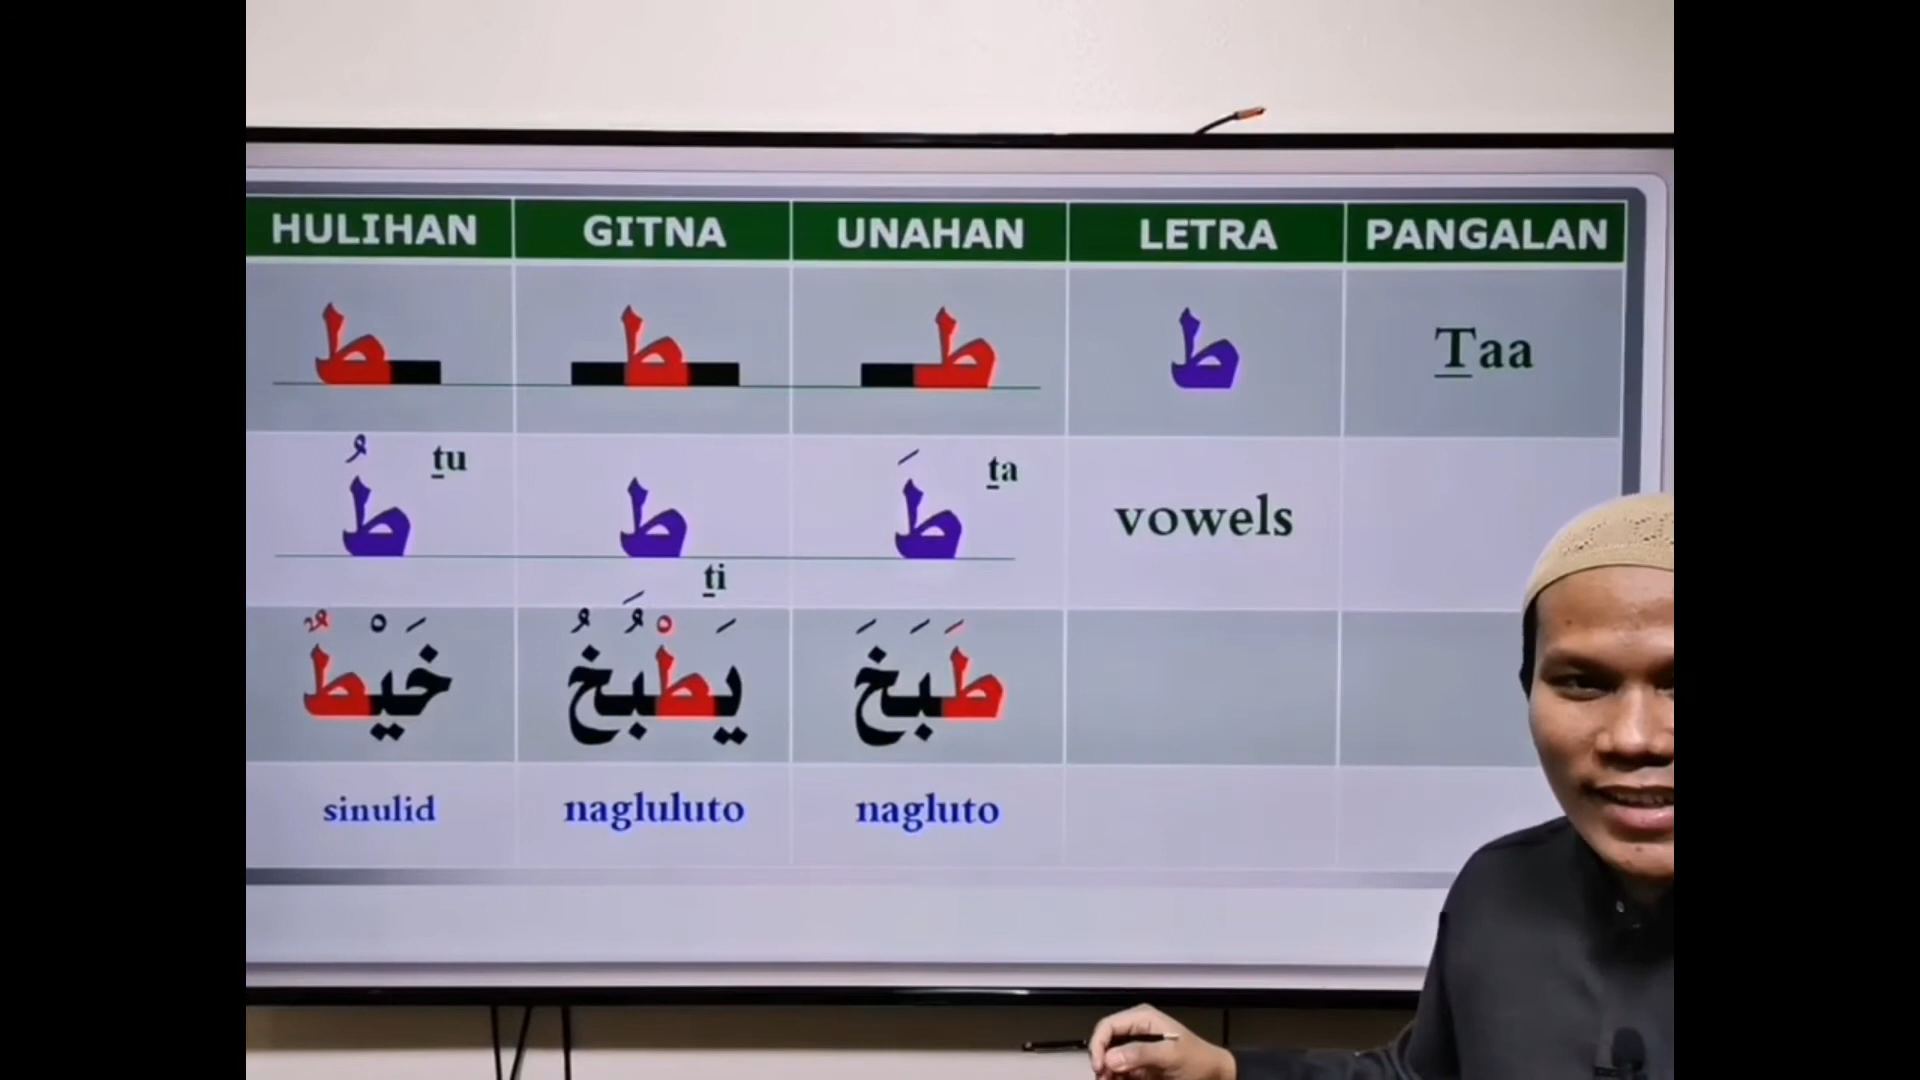 HULIHAN GITNA UNAHAN LETRA PANGALAN
ط ط ط ط Taa
طُ tu طِ ti طَ ta vowels
خَيْطٌ يَطْبُخُ طَبَخَ
sinulid nagluluto nagluto